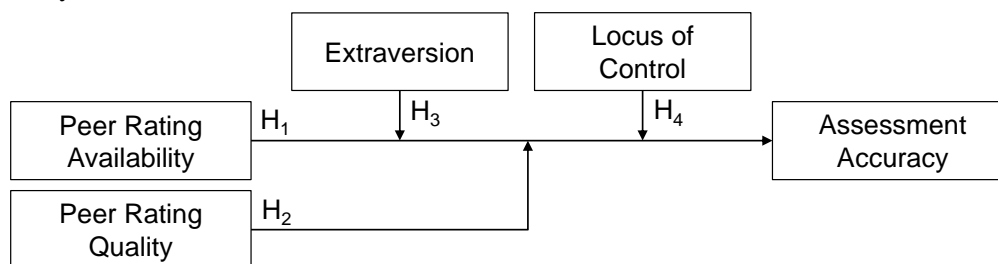 Extraversion
Locus of
Control
H₃
H₄
Peer Rating
Availability
H₁
Assessment
Accuracy
Peer Rating
Quality
H₂